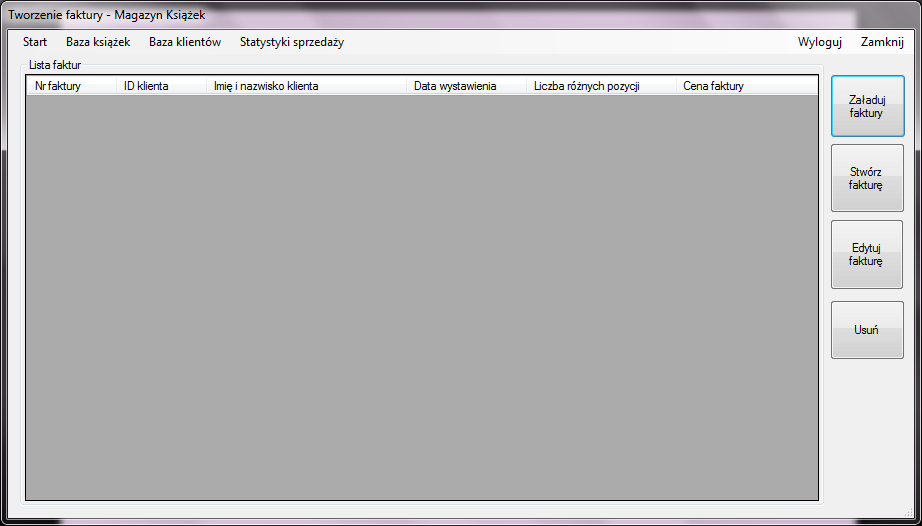 Tworzenie faktury - Magazyn Książek
Start Baza książek Baza klientów Statystyki sprzedaży Wyloguj Zamknij
Lista faktur
Nr faktury ID klienta Imię i nazwisko klienta Data wystawienia Liczba różnych pozycji Cena faktury
Załaduj
faktury
Stwórz
fakturę
Edytuj
fakturę
Usuń